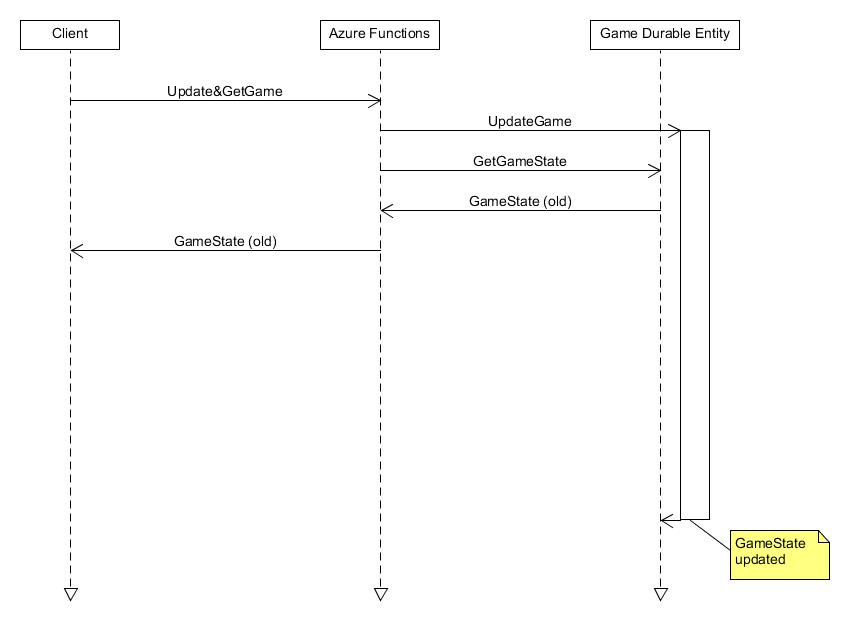 Client
Azure Functions
Game Durable Entity
Update&GetGame
UpdateGame
GetGameState
GameState (old)
GameState (old)
GameState
updated